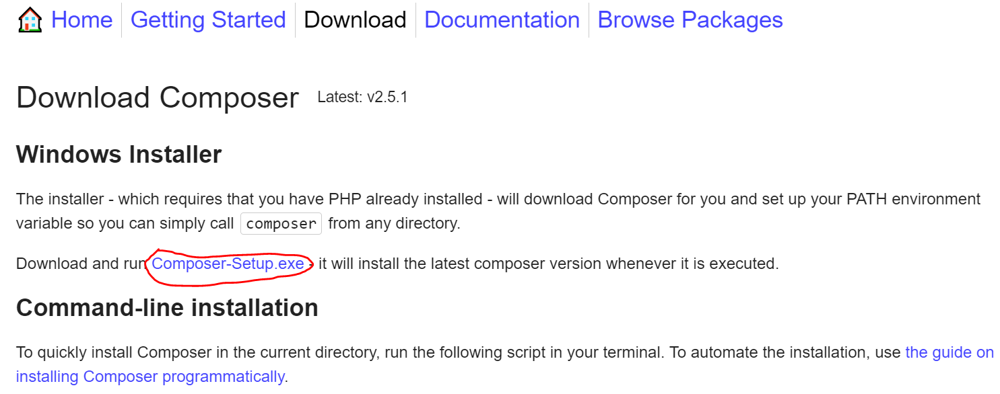 Home Getting Started Download Documentation Browse Packages
Download Composer Latest: v2.5.1
Windows Installer
The installer - which requires that you have PHP already installed - will download Composer for you and set up your PATH environment
variable so you can simply call composer from any directory.
Download and run Composer-Setup.exe - it will install the latest composer version whenever it is executed.
Command-line installation
To quickly install Composer in the current directory, run the following script in your terminal. To automate the installation, use the guide on
installing Composer programmatically.